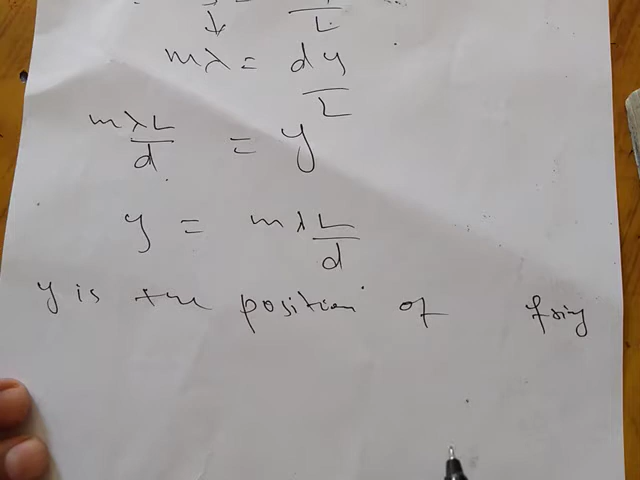 L
mλ = dy/L
mλL/d = y
y = mλL/d
y is the position of fring